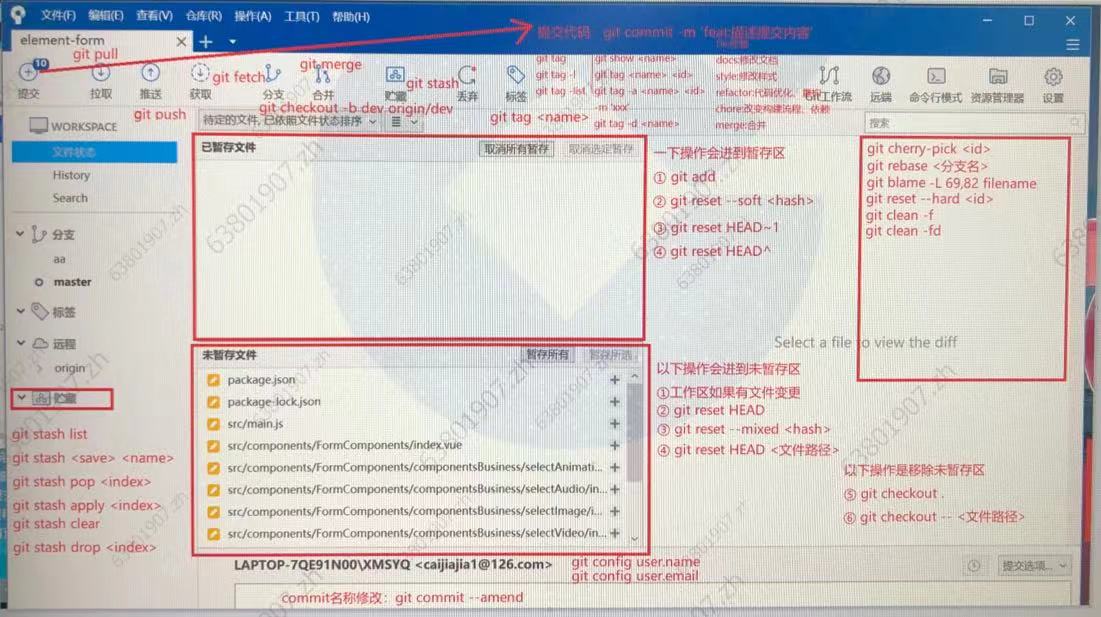 文件(F) 编辑(E) 查看(V) 仓库(R) 操作(A) 工具(T) 帮助(H)
element-form
提交代码 git commit -m 'feat:描述提交内容'
git pull
git merge
git fetch
git stash
git push
git checkout -b dev origin/dev
git tag <name>
10
提交 拉取 推送 获取 分支 合并 贮藏 丢弃 标签
git tag
git tag -l
git tag -list
git show <name>
git tag <name> <id>
git tag -a <name> <id>
-m 'xxx'
git tag -d <name>
docs:修改文档
style:修改样式
refactor:代码优化、
chore:改变构建流程、依赖
merge:合并
Git工作流 远端 命令行模式 资源管理器 设置
待定的文件, 已依照文件状态排序
搜索
WORKSPACE
文件状态
History
Search
分支
aa
master
标签
远程
origin
贮藏
git stash list
git stash <save> <name>
git stash pop <index>
git stash apply <index>
git stash clear
git stash drop <index>
已暂存文件 取消所有暂存 取消选定暂存
一下操作会进到暂存区
① git add
② git reset --soft <hash>
③ git reset HEAD~1
④ git reset HEAD^
git cherry-pick <id>
git rebase <分支名>
git blame -L 69,82 filename
git reset --hard <id>
git clean -f
git clean -fd
Select a file to view the diff
未暂存文件 暂存所有 暂存所选
package.json
package-lock.json
src/main.js
src/components/FormComponents/index.vue
src/components/FormComponents/componentsBusiness/selectAnimati...
src/components/FormComponents/componentsBusiness/selectAudio/in...
src/components/FormComponents/componentsBusiness/selectImage/i...
src/components/FormComponents/componentsBusiness/selectVideo/in...
以下操作会进到未暂存区
①工作区如果有文件变更
② git reset HEAD
③ git reset --mixed <hash>
④ git reset HEAD <文件路径>
以下操作是移除未暂存区
⑤ git checkout .
⑥ git checkout -- <文件路径>
LAPTOP-7QE91N00\XMSYQ <caijiajia1@126.com>
git config user.name
git config user.email
提交选项...
commit名称修改：git commit --amend
63801907.zh